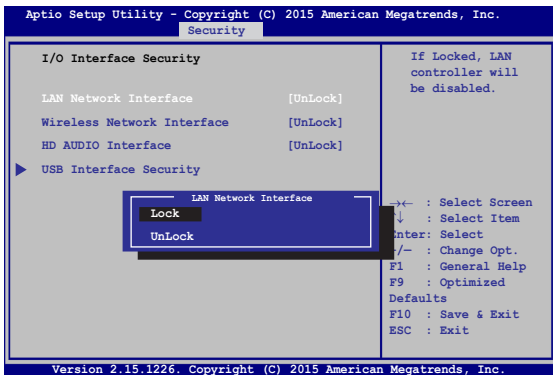 Aptio Setup Utility - Copyright (C) 2015 American Megatrends, Inc.
Security
I/O Interface Security
LAN Network Interface [UnLock]
Wireless Network Interface [UnLock]
HD AUDIO Interface [UnLock]
USB Interface Security
LAN Network Interface
Lock
UnLock
If Locked, LAN
controller will
be disabled.
→← : Select Screen
↑↓ : Select Item
Enter: Select
+/— : Change Opt.
F1 : General Help
F9 : Optimized
Defaults
F10 : Save & Exit
ESC : Exit
Version 2.15.1226. Copyright (C) 2015 American Megatrends, Inc.